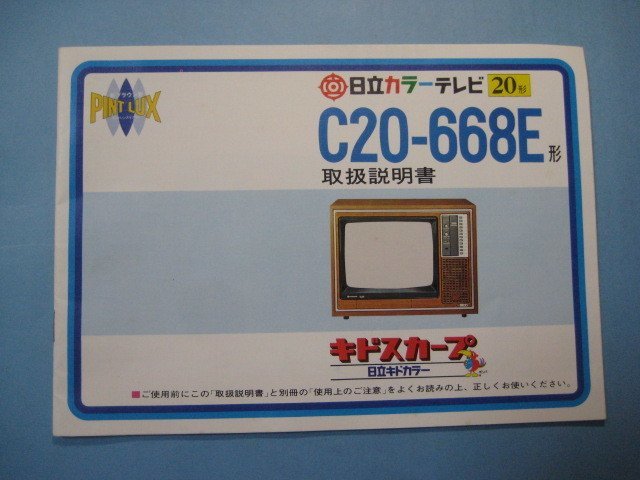 PINT LUX
日立カラーテレビ 20形
C20-668E形
取扱説明書
キドスカープ
日立キドカラー
■ご使用前にこの「取扱説明書」と別冊の「使用上のご注意」をよくお読みの上、正しくお使いください。